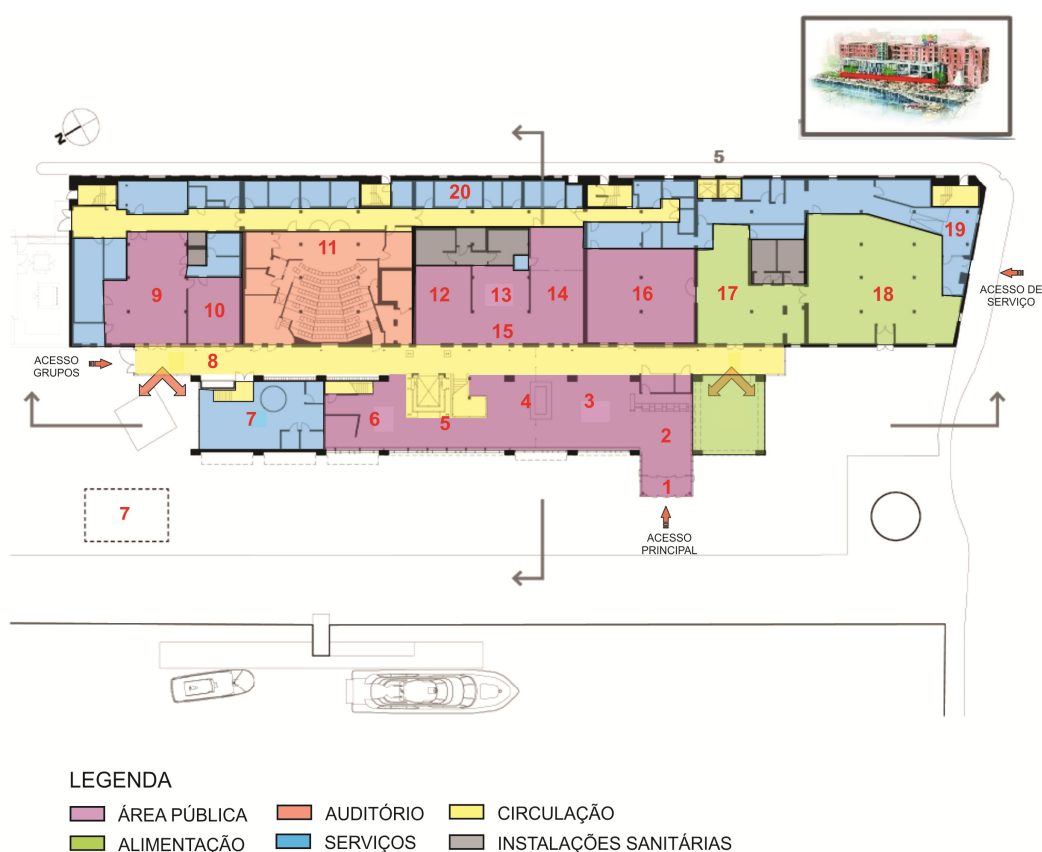 N
5
20
19
11
9
10
12
13
14
15
16
17
18
ACESSO DE
SERVIÇO
ACESSO
GRUPOS
8
7
6
5
4
3
2
1
7
ACESSO
PRINCIPAL
LEGENDA
ÁREA PÚBLICA
AUDITÓRIO
CIRCULAÇÃO
ALIMENTAÇÃO
SERVIÇOS
INSTALAÇÕES SANITÁRIAS